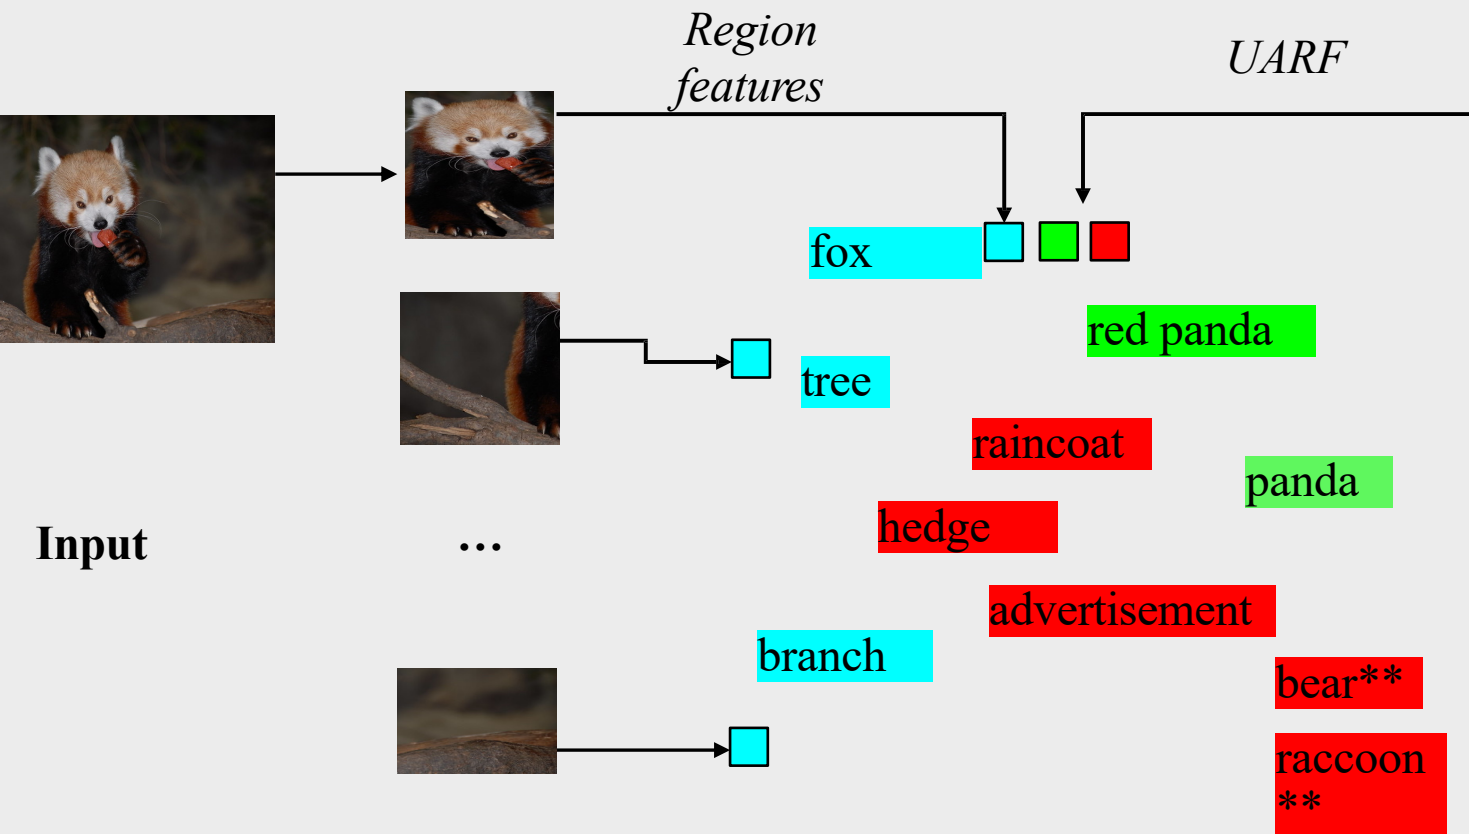 Region
features
UARF
fox
red panda
tree
raincoat
panda
hedge
Input
...
advertisement
branch
bear**
raccoon
**